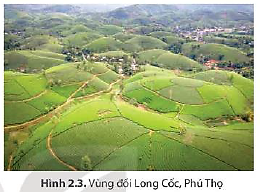 Hình 2.3. Vùng đồi Long Cốc, Phú Thọ